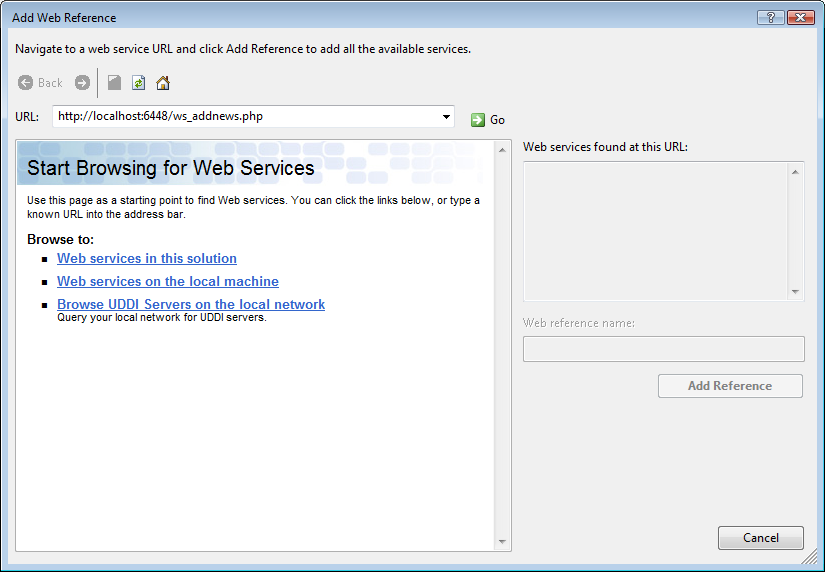 Add Web Reference
Navigate to a web service URL and click Add Reference to add all the available services.
Back
URL:
http://localhost:6448/ws_addnews.php
Go
Start Browsing for Web Services
Use this page as a starting point to find Web services. You can click the links below, or type a
known URL into the address bar.
Browse to:
Web services in this solution
Web services on the local machine
Browse UDDI Servers on the local network
Query your local network for UDDI servers.
Web services found at this URL:
Web reference name:
Add Reference
Cancel